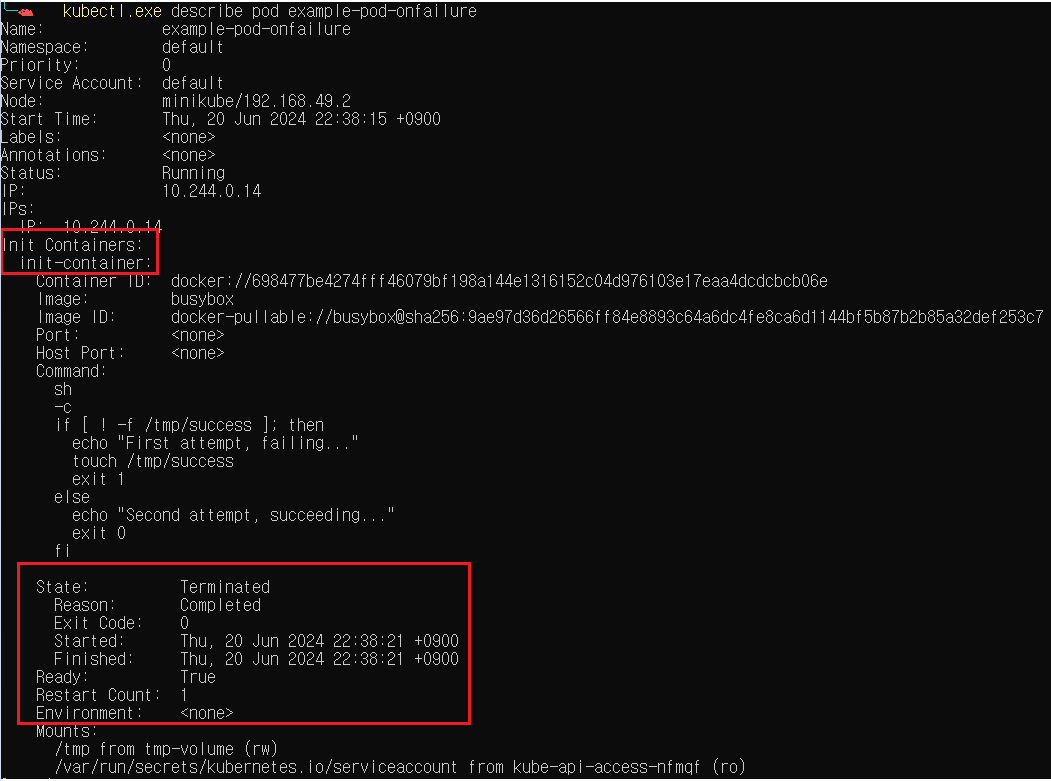 kubectl.exe describe pod example-pod-onfailure
Name:             example-pod-onfailure
Namespace:        default
Priority:         0
Service Account:  default
Node:             minikube/192.168.49.2
Start Time:       Thu, 20 Jun 2024 22:38:15 +0900
Labels:           <none>
Annotations:      <none>
Status:           Running
IP:               10.244.0.14
IPs:
  IP:  10.244.0.14
Init Containers:
  init-container:
    Container ID:  docker://698477be4274fff46079bf198a144e1316152c04d976103e17eaa4dcdcbcb06e
    Image:         busybox
    Image ID:      docker-pullable://busybox@sha256:9ae97d36d26566ff84e8893c64a6dc4fe8ca6d1144bf5b87b2b85a32def253c7
    Port:          <none>
    Host Port:     <none>
    Command:
      sh
      -c
      if [ ! -f /tmp/success ]; then
        echo "First attempt, failing..."
        touch /tmp/success
        exit 1
      else
        echo "Second attempt, succeeding..."
        exit 0
      fi
    State:          Terminated
      Reason:       Completed
      Exit Code:    0
      Started:      Thu, 20 Jun 2024 22:38:21 +0900
      Finished:     Thu, 20 Jun 2024 22:38:21 +0900
    Ready:          True
    Restart Count:  1
    Environment:    <none>
    Mounts:
      /tmp from tmp-volume (rw)
      /var/run/secrets/kubernetes.io/serviceaccount from kube-api-access-nfmqf (ro)